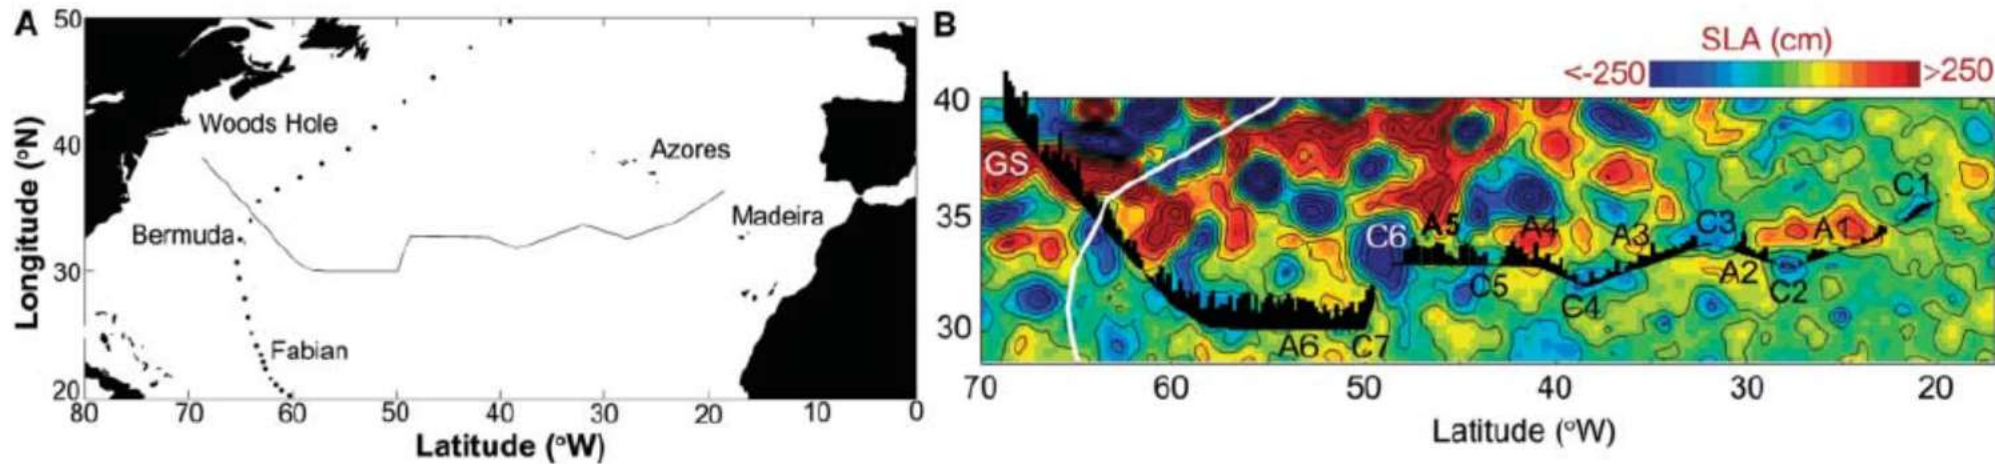 A
50
40
30
20
Longitude (°N)
Woods Hole
Azores
Bermuda
Madeira
Fabian
80 70 60 50 40 30 20 10 0
Latitude (°W)
B
SLA (cm)
<-250 >250
40
35
30
GS
C1
C6 A5 A4 A3 C3 A1
C5 C4 A2 C2
A6 C7
70 60 50 40 30 20
Latitude (°W)